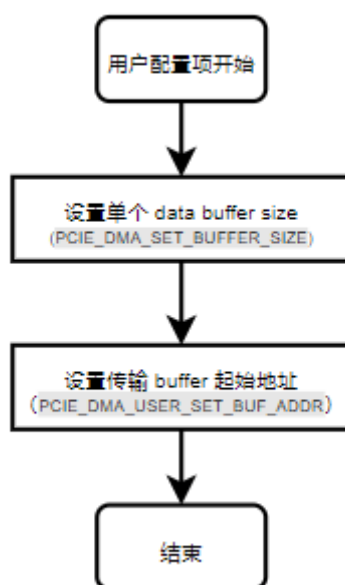 用户配置项开始
设置单个 data buffer size
(PCIE_DMA_SET_BUFFER_SIZE)
设置传输 buffer 起始地址
（PCIE_DMA_USER_SET_BUF_ADDR）
结束